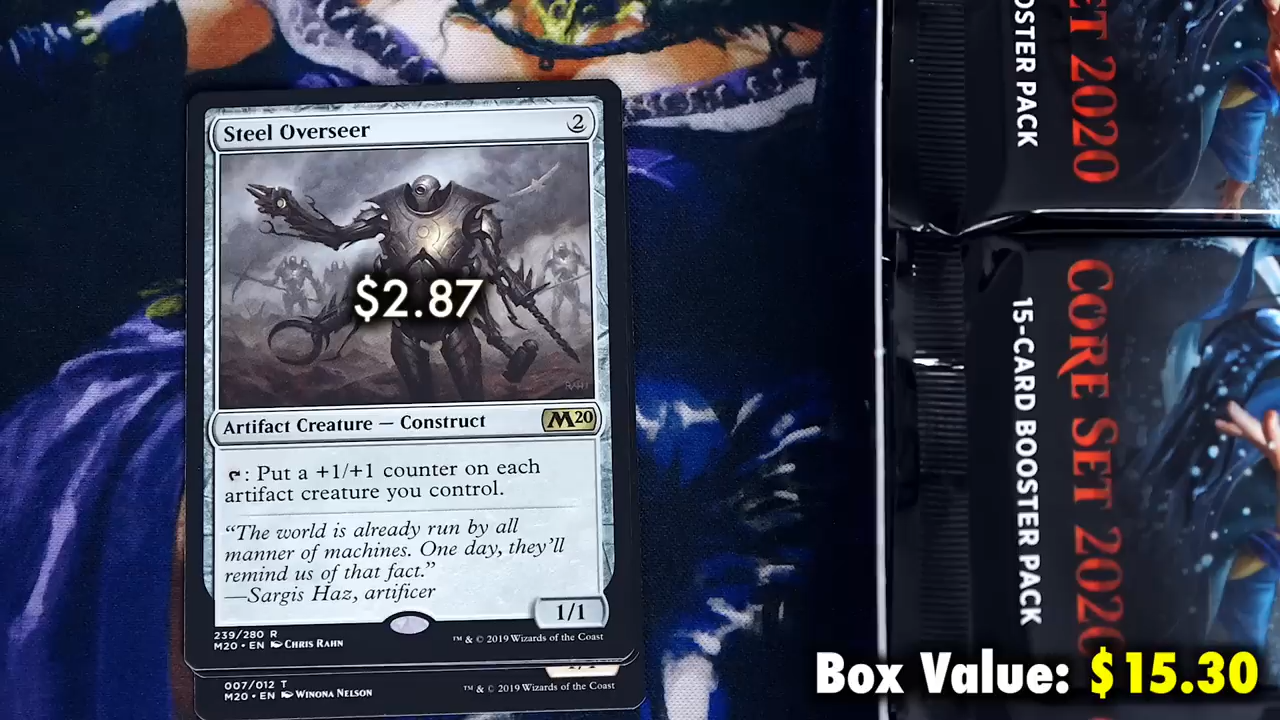 Steel Overseer 2
$2.87
Artifact Creature — Construct M20
: Put a +1/+1 counter on each
artifact creature you control.
“The world is already run by all
manner of machines. One day, they’ll
remind us of that fact.”
—Sargis Haz, artificer
1/1
239/280 R
M20 • EN Chris Rahn
™ & © 2019 Wizards of the Coast
007/012 T
M20 • EN Winona Nelson
™ & © 2019 Wizards of the Coast
ET 2020
OSTER PACK
CORE SET 2020
15-CARD BOOSTER PACK
Box Value: $15.30